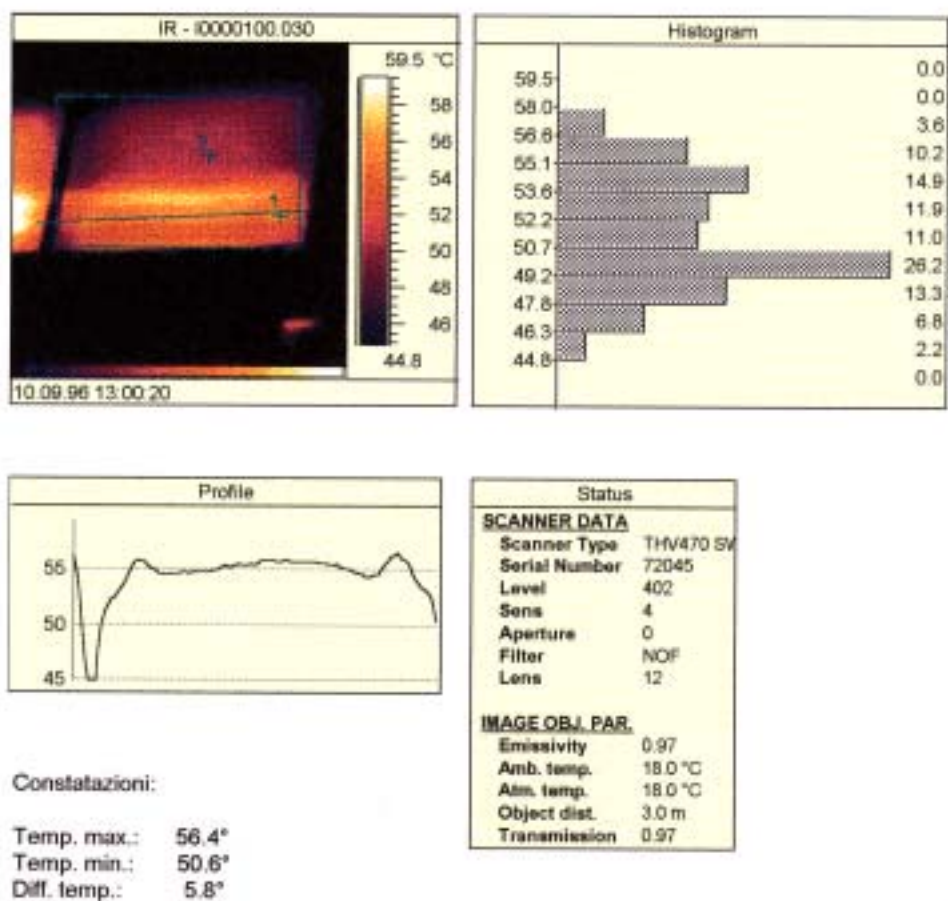 IR - I0000100.030
59.5 °C
58
56
54
52
50
48
46
44.8
10.09.96 13:00:20
Histogram
59.5 0.0
58.0 0.0
56.6 3.6
55.1 10.2
53.6 14.9
52.2 11.9
50.7 11.0
49.2 26.2
47.8 13.3
46.3 6.8
44.8 2.2
0.0
Profile
55
50
45
Status
SCANNER DATA
Scanner Type THV470 SW
Serial Number 72045
Level 402
Sens 4
Aperture 0
Filter NOF
Lens 12
IMAGE OBJ. PAR.
Emissivity 0.97
Amb. temp. 18.0 °C
Atm. temp. 18.0 °C
Object dist. 3.0 m
Transmission 0.97
Constatazioni:
Temp. max.: 56.4°
Temp. min.: 50.6°
Diff. temp.: 5.8°